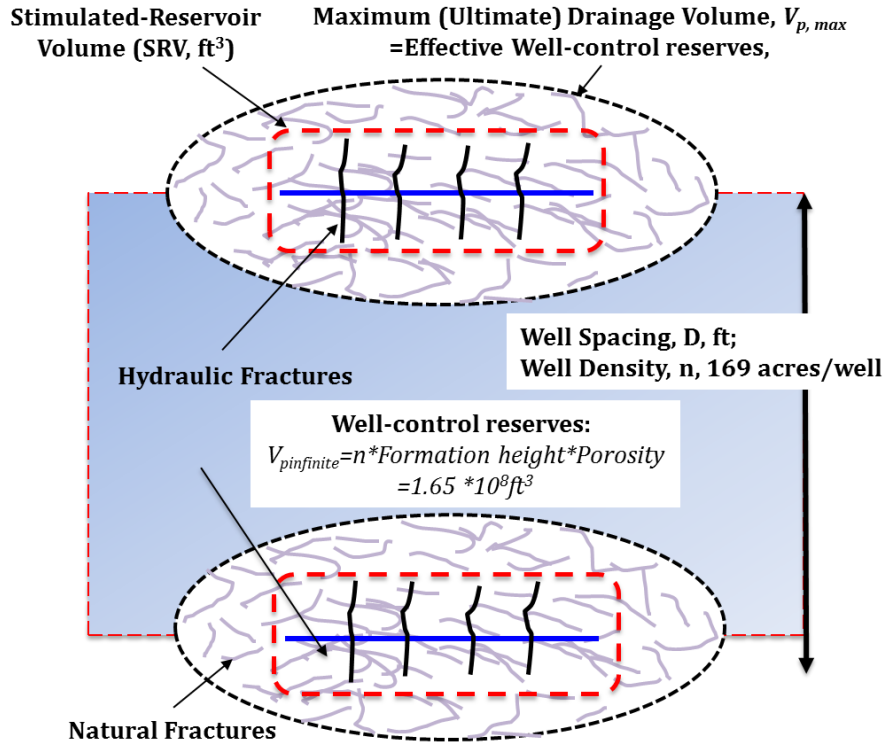 Stimulated-Reservoir
Volume (SRV, ft³)
Maximum (Ultimate) Drainage Volume, Vp, max
=Effective Well-control reserves,
Hydraulic Fractures
Well Spacing, D, ft;
Well Density, n, 169 acres/well
Well-control reserves:
Vpinfinite=n*Formation height*Porosity
=1.65 *10⁸ft³
Natural Fractures